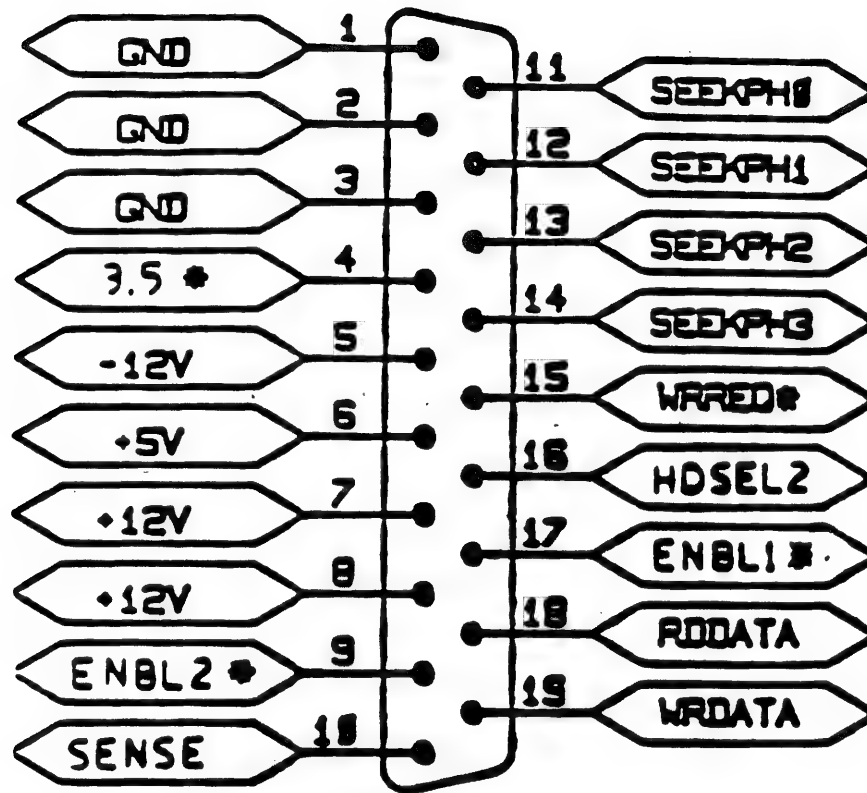 1
GND
2
GND
3
GND
4
3.5 *
5
-12V
6
+5V
7
+12V
8
+12V
9
ENBL2 *
10
SENSE
11
SEEKPH0
12
SEEKPH1
13
SEEKPH2
14
SEEKPH3
15
WRREQ*
16
HDSEL2
17
ENBL1*
18
RDDATA
19
WRDATA